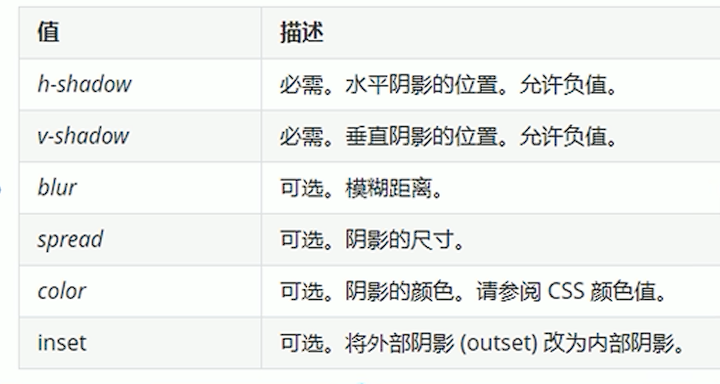 值 描述
h-shadow 必需。水平阴影的位置。允许负值。
v-shadow 必需。垂直阴影的位置。允许负值。
blur 可选。模糊距离。
spread 可选。阴影的尺寸。
color 可选。阴影的颜色。请参阅 CSS 颜色值。
inset 可选。将外部阴影 (outset) 改为内部阴影。